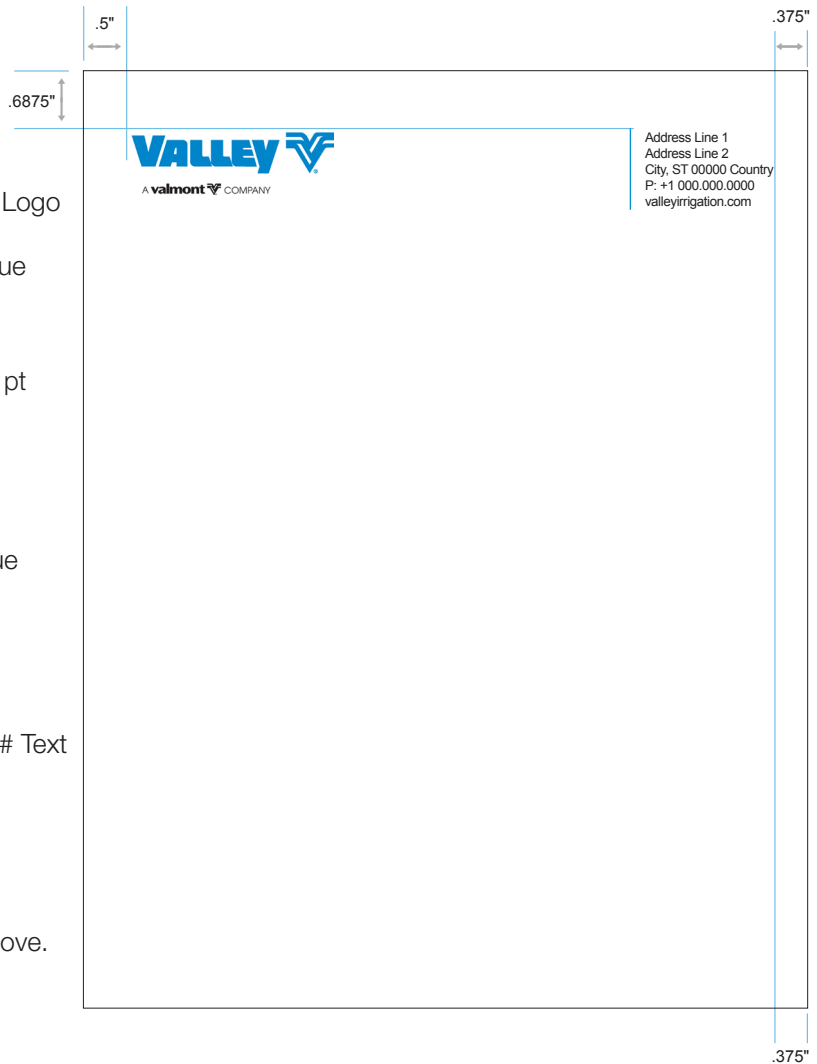 .5"
.375"
.6875"
VALLEY
A valmont COMPANY
Address Line 1
Address Line 2
City, ST 00000 Country
P: +1 000.000.0000
valleyirrigation.com
Logo
ue
pt
ue
# Text
ove.
.375"